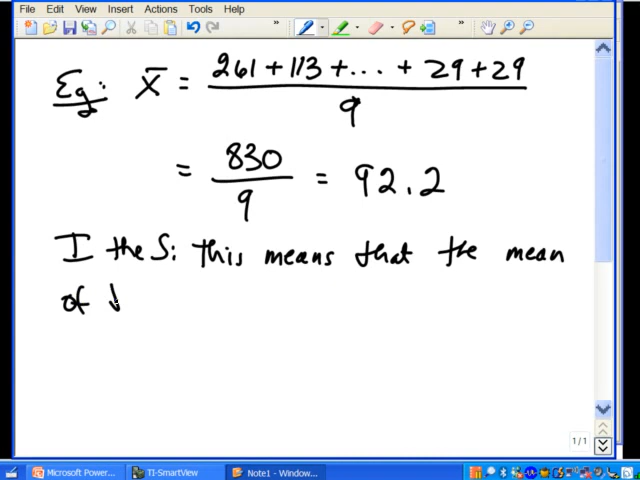 File Edit View Insert Actions Tools Help
Eg: x̄ = 261 + 113 + ... + 29 + 29
9
= 830 = 92.2
9
I the S: This means that the mean
of
1/1
Microsoft Power... TI-SmartView Note1 - Window...